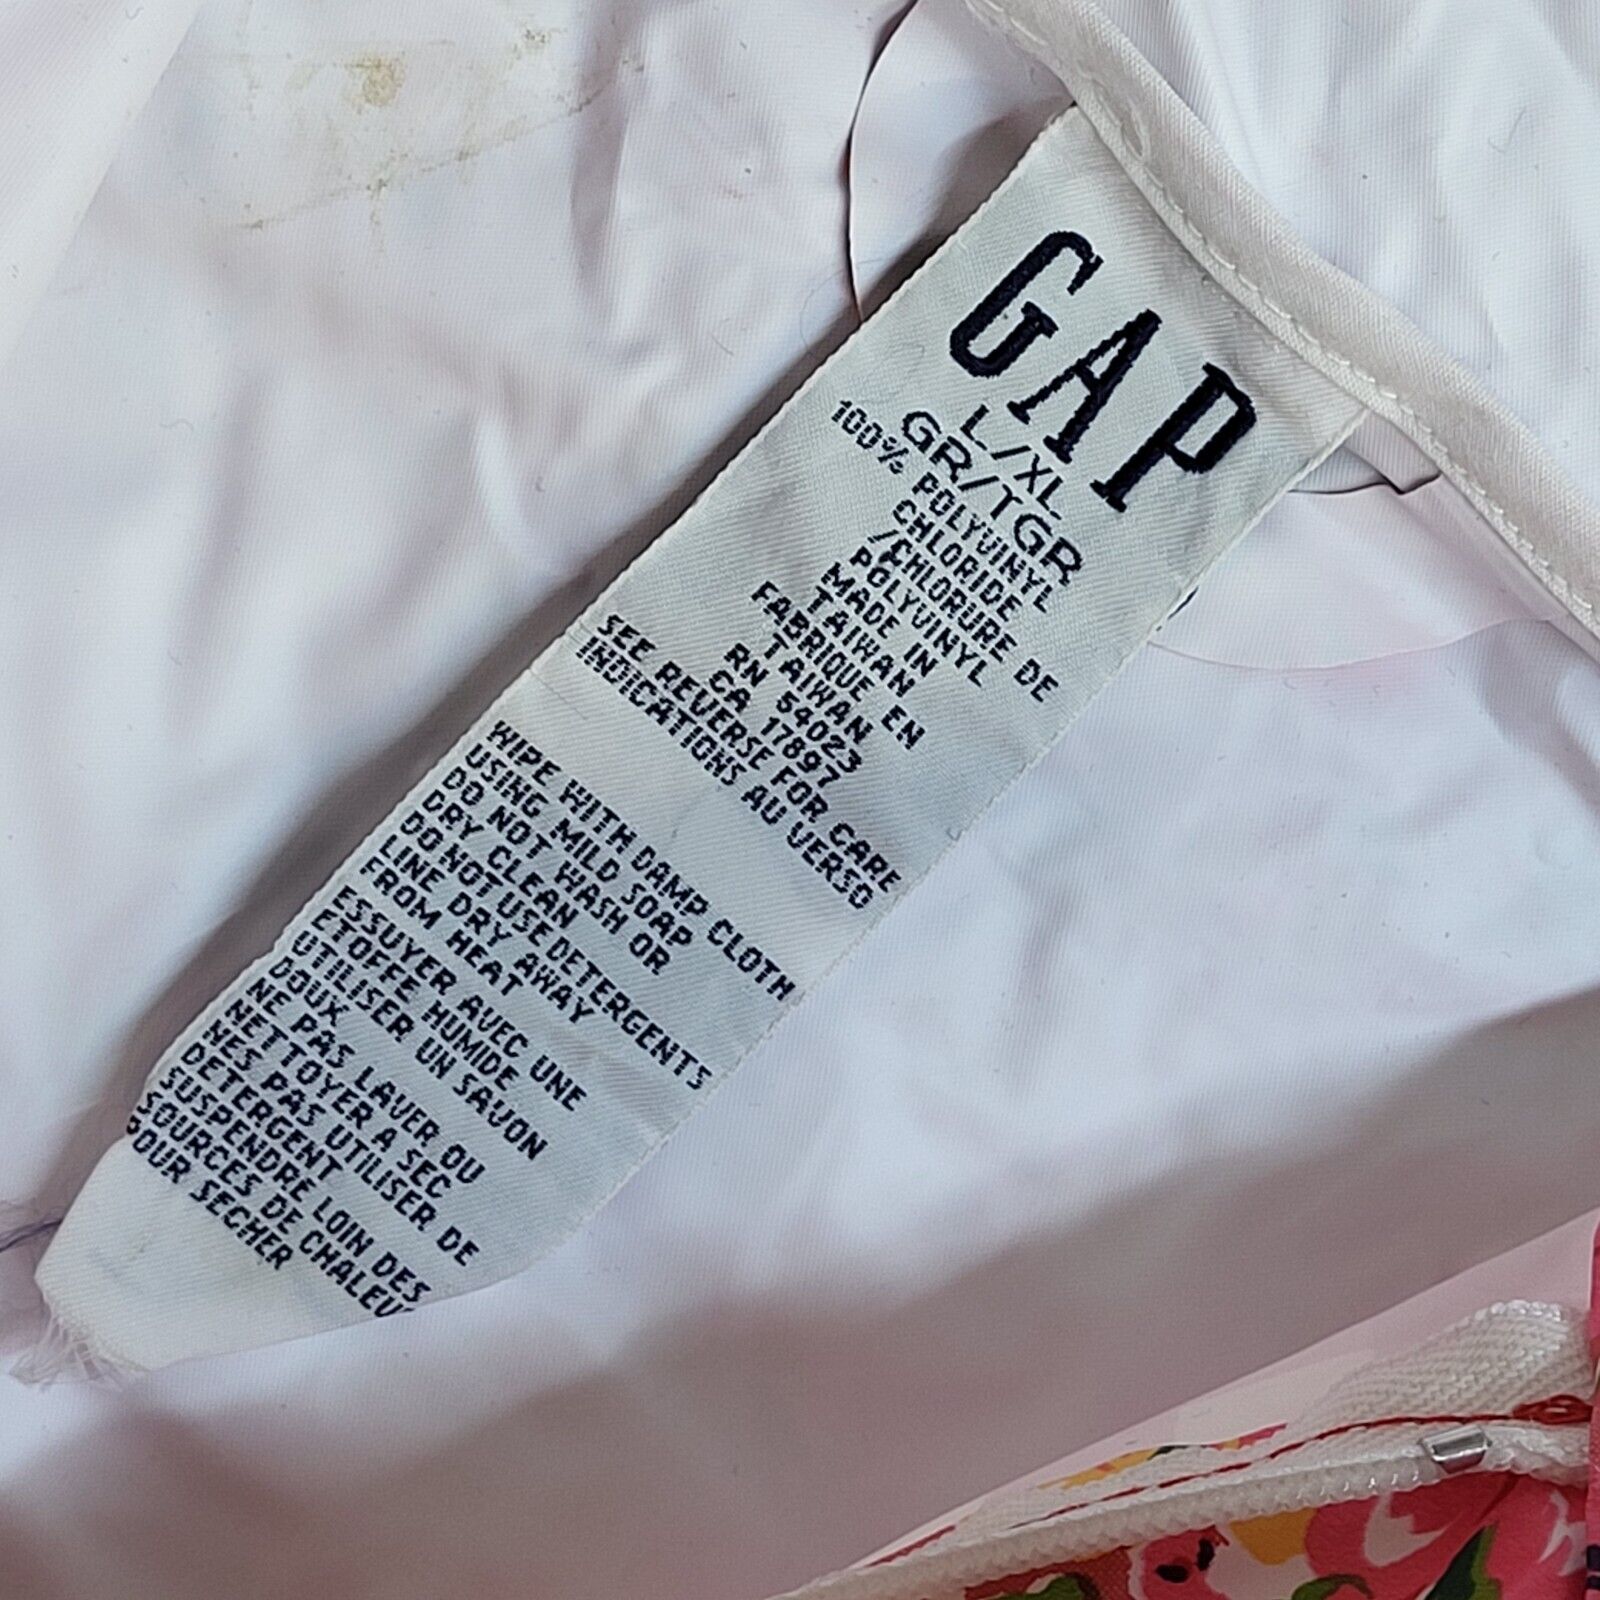 GAP
L/XL
GR/TGR
100% POLYVINYL
CHLORIDE
/CHLORURE DE
POLYVINYL
MADE IN
TAIWAN
FABRIQUE EN
TAIWAN
RN 54023
CA 17897
SEE REVERSE FOR CARE
INDICATIONS AU VERSO
WIPE WITH DAMP CLOTH
USING MILD SOAP
DO NOT WASH OR
DRY CLEAN
DO NOT USE DETERGENTS
LINE DRY AWAY
FROM HEAT
ESSUYER AVEC UNE
ETOFFE HUMIDE
UTILISER UN SAVON
DOUX
NE PAS LAVER OU
NETTOYER A SEC
NES PAS UTILISER DE
DETERGENT
SUSPENDRE LOIN DES
SOURCES DE CHALEU
POUR SECHER